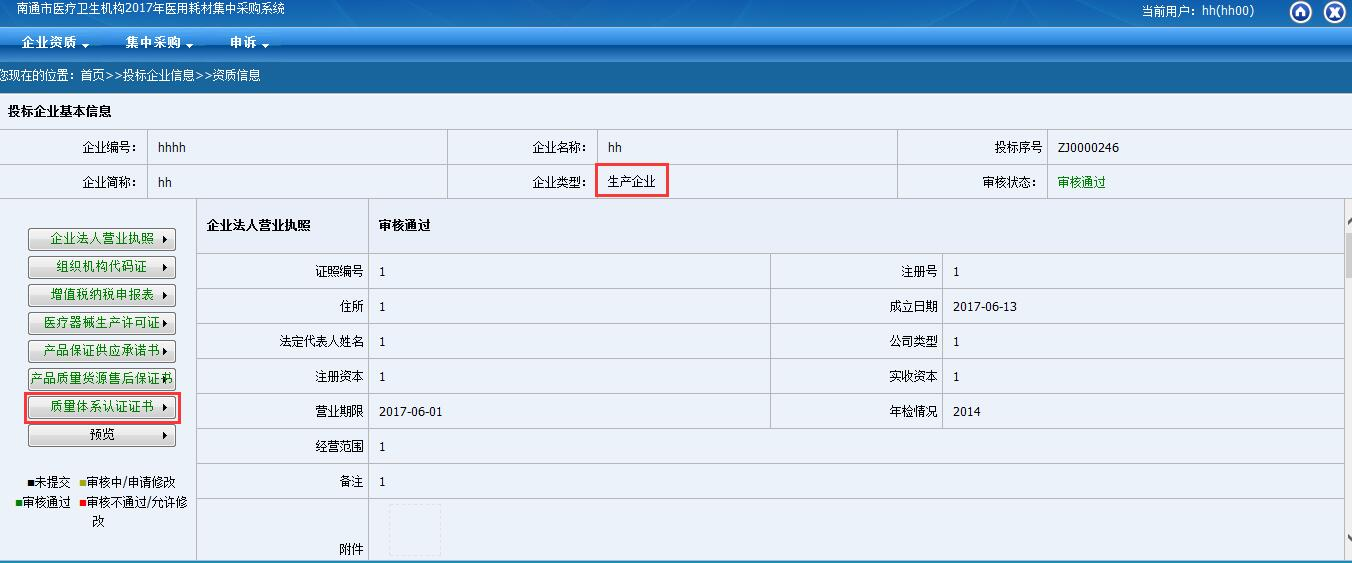 南通市医疗卫生机构2017年医用耗材集中采购系统
当前用户：hh(hh00)
企业资质 集中采购 申诉
您现在的位置：首页>>投标企业信息>>资质信息
投标企业基本信息
企业编号： hhhh 企业名称： hh 投标序号 ZJ0000246
企业简称： hh 企业类型： 生产企业 审核状态： 审核通过
企业法人营业执照
组织机构代码证
增值税纳税申报表
医疗器械生产许可证
产品保证供应承诺书
产品质量货源售后保证书
质量体系认证证书
预览
■未提交 ■审核中/申请修改
■审核通过 ■审核不通过/允许修
改
企业法人营业执照 审核通过
证照编号 1 注册号 1
住所 1 成立日期 2017-06-13
法定代表人姓名 1 公司类型 1
注册资本 1 实收资本 1
营业期限 2017-06-01 年检情况 2014
经营范围 1
备注 1
附件